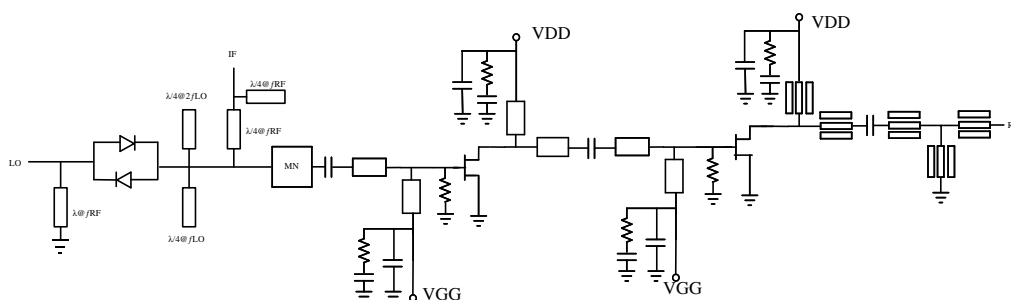 VDD
VDD
IF
λ/4@2fLO
λ/4@fRF
λ/4@fRF
LO
MN
R
λ@fRF
λ/4@fLO
VGG
VGG